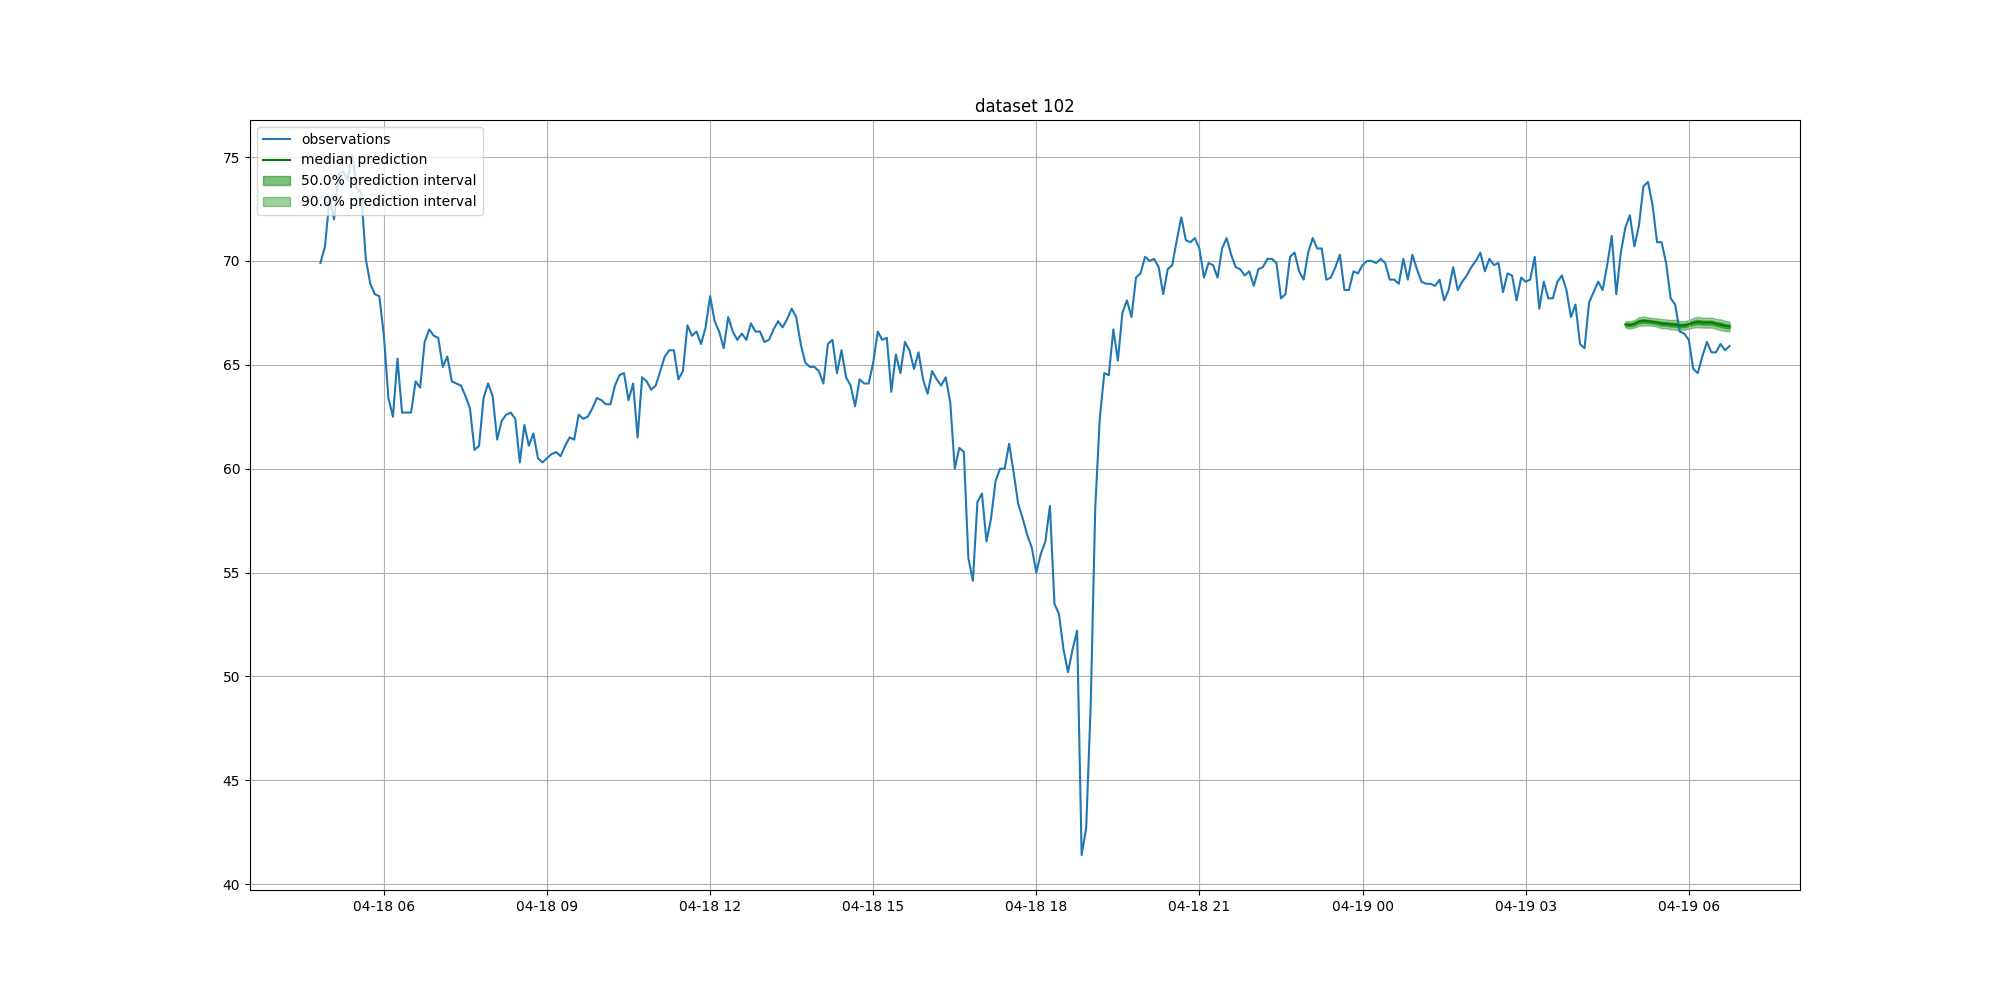 dataset 102
observations
median prediction
50.0% prediction interval
90.0% prediction interval
75
70
65
60
55
50
45
40
04-18 06 04-18 09 04-18 12 04-18 15 04-18 18 04-18 21 04-19 00 04-19 03 04-19 06